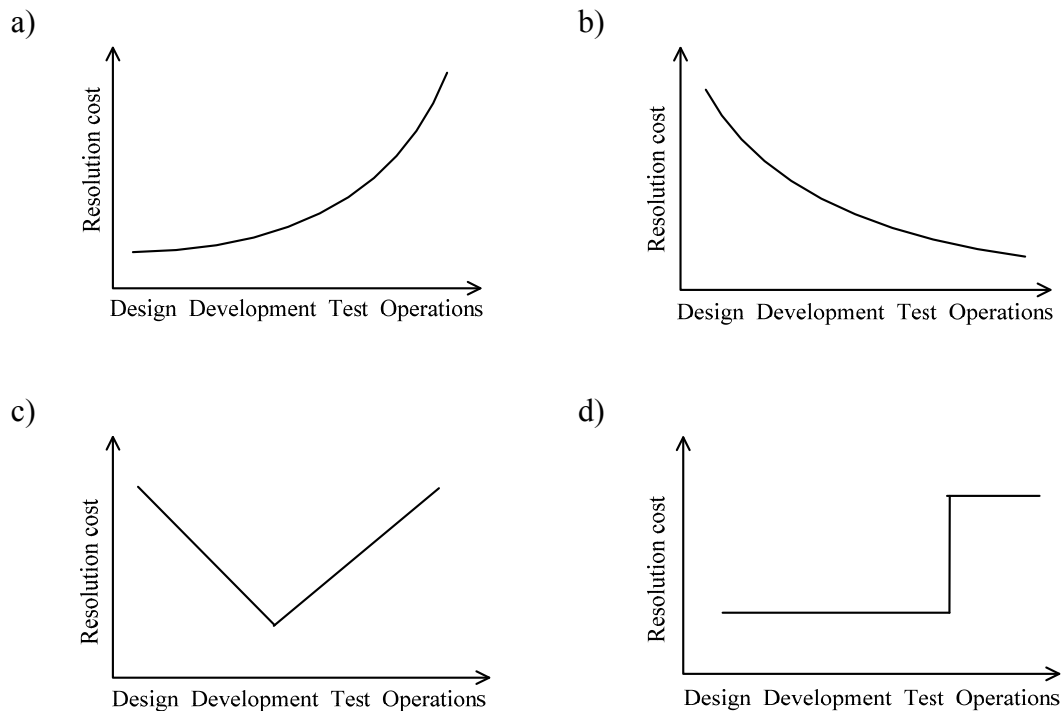 a)
Resolution cost
Design Development Test Operations
b)
Resolution cost
Design Development Test Operations
c)
Resolution cost
Design Development Test Operations
d)
Resolution cost
Design Development Test Operations